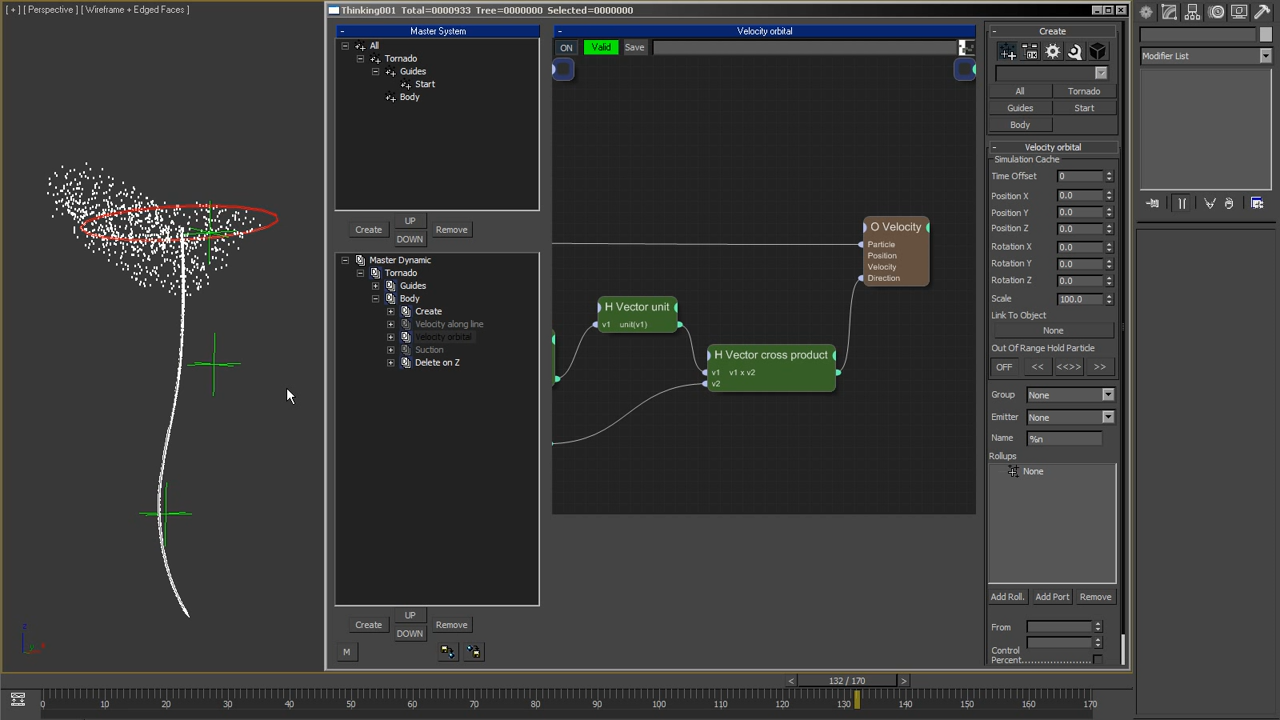 [ + ] [ Perspective ] [ Wireframe + Edged Faces ]
Thinking001 Total=0000933 Tree=0000000 Selected=0000000
Master System
All
Tornado
Guides
Start
Body
Create
UP
DOWN
Remove
Master Dynamic
Tornado
Guides
Body
Create
Velocity along line
Velocity orbital
Suction
Delete on Z
Create
UP
DOWN
Remove
M
Velocity orbital
ON
Valid
Save
O Velocity
Particle
Position
Velocity
Direction
H Vector unit
v1 unit(v1)
H Vector cross product
v1 v1 x v2
v2
Create
All
Tornado
Guides
Start
Body
Velocity orbital
Simulation Cache
Time Offset 0
Position X 0.0
Position Y 0.0
Position Z 0.0
Rotation X 0.0
Rotation Y 0.0
Rotation Z 0.0
Scale 100.0
Link To Object
None
Out Of Range Hold Particle
OFF << <<>> >>
Group None
Emitter None
Name %n
Rollups
None
Add Roll. Add Port Remove
From
Control
Percent
Modifier List
< 132 / 170 >
0 10 20 30 40 50 60 70 80 90 100 110 120 130 140 150 160 170